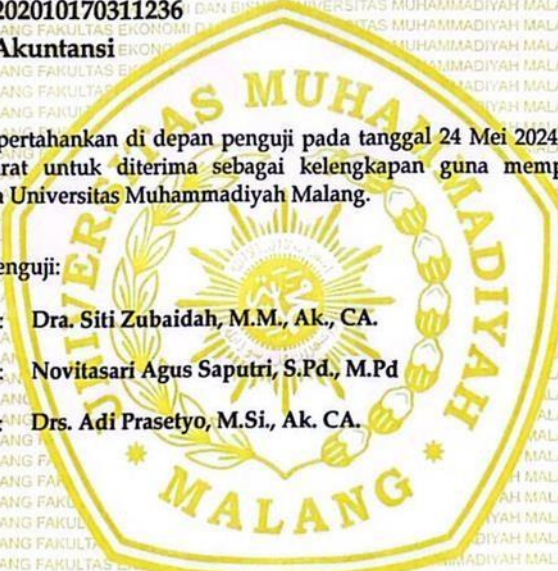 202010170311236
Akuntansi
pertahankan di depan penguji pada tanggal 24 Mei 2024
rat untuk diterima sebagai kelengkapan guna memp
Universitas Muhammadiyah Malang.
enguji:
: Dra. Siti Zubaidah, M.M., Ak., CA.
: Novitasari Agus Saputri, S.Pd., M.Pd
: Drs. Adi Prasetyo, M.Si., Ak. CA.
UNIVERSITAS MUHAMMADIYAH
* MALANG *